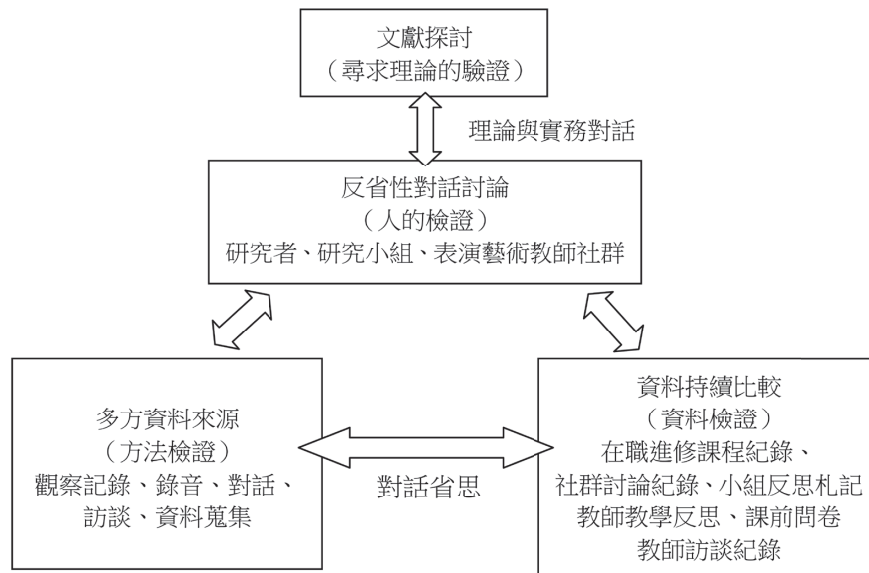 文獻探討
（尋求理論的驗證）
理論與實務對話
反省性對話討論
（人的檢證）
研究者、研究小組、表演藝術教師社群
多方資料來源
（方法檢證）
觀察記錄、錄音、對話、
訪談、資料蒐集
對話省思
資料持續比較
（資料檢證）
在職進修課程紀錄、
社群討論紀錄、小組反思札記
教師教學反思、課前問卷
教師訪談紀錄